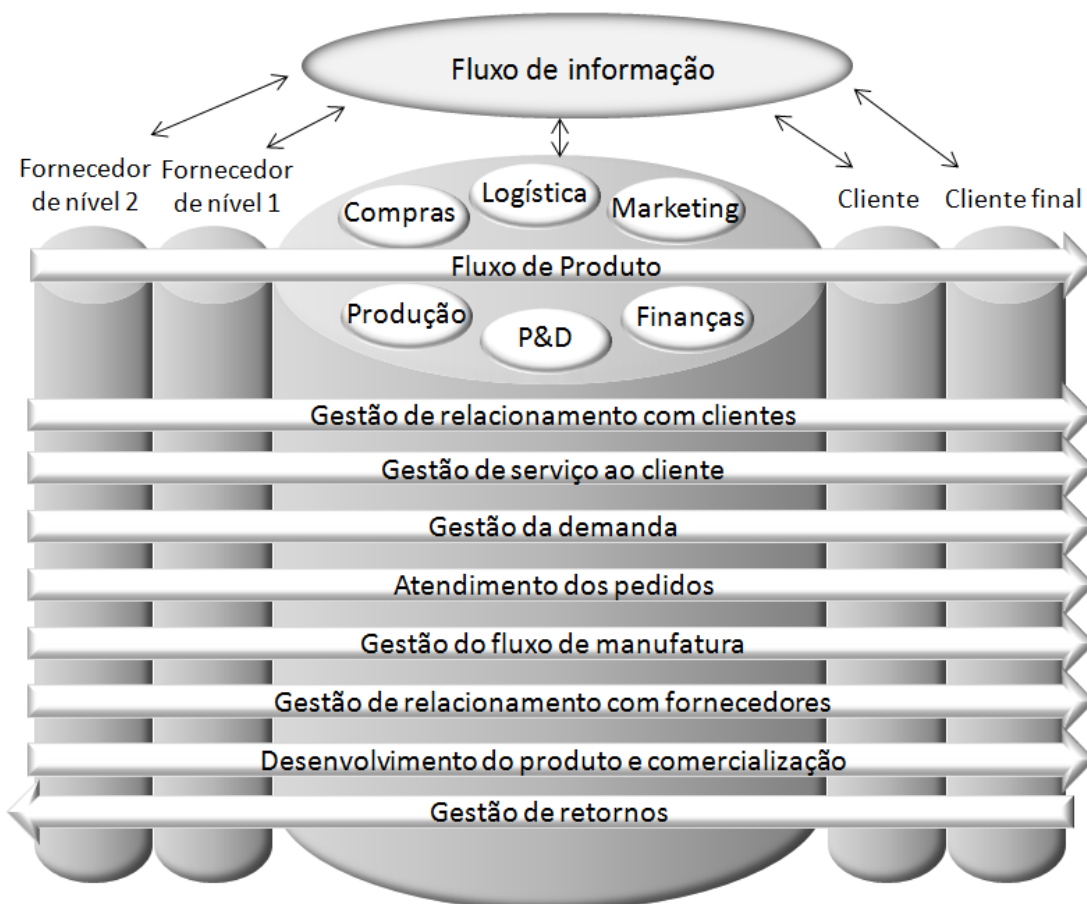 Fluxo de informação
Fornecedor
de nível 2
Fornecedor
de nível 1
Compras
Logística
Marketing
Cliente
Cliente final
Fluxo de Produto
Produção
P&D
Finanças
Gestão de relacionamento com clientes
Gestão de serviço ao cliente
Gestão da demanda
Atendimento dos pedidos
Gestão do fluxo de manufatura
Gestão de relacionamento com fornecedores
Desenvolvimento do produto e comercialização
Gestão de retornos